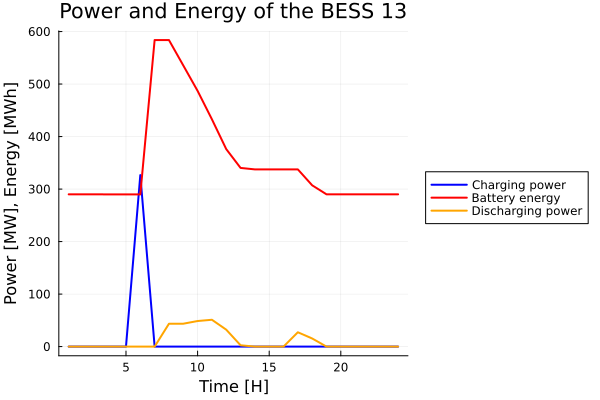 Power and Energy of the BESS 13
Power [MW], Energy [MWh]
600
500
400
300
200
100
0
5
10
15
20
Time [H]
Charging power
Battery energy
Discharging power